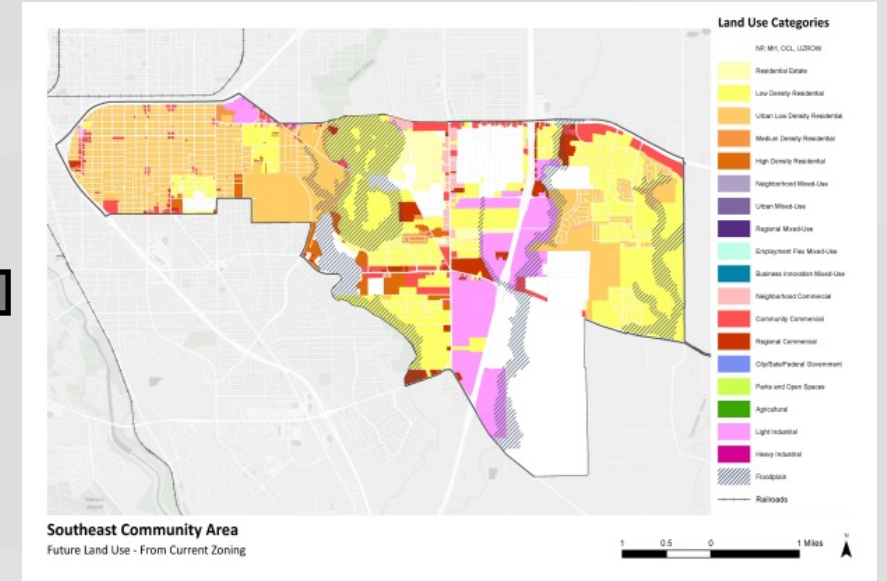 Land Use Categories
NP, MH, OCL, UZROW
Residential Estate
Low Density Residential
Urban Low Density Residential
Medium Density Residential
High Density Residential
Neighborhood Mixed-Use
Urban Mixed-Use
Regional Mixed-Use
Employment Flex Mixed-Use
Business Innovation Mixed-Use
Neighborhood Commercial
Community Commercial
Regional Commercial
City/Sate/Federal Government
Parks and Open Spaces
Agricultural
Light Industrial
Heavy Industrial
Floodplain
Railroads
Southeast Community Area
Future Land Use - From Current Zoning
1 0.5 0 1 Miles
N